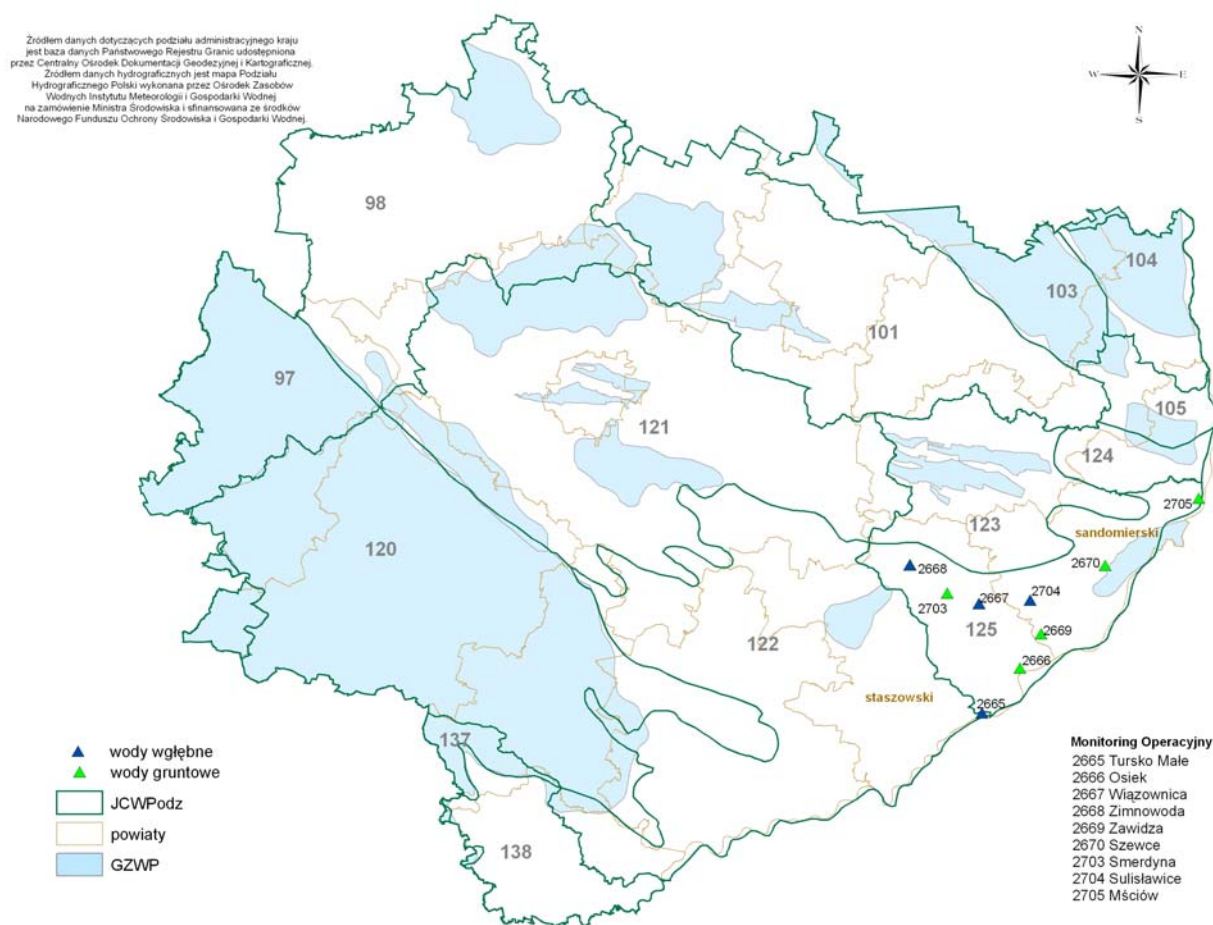 Źródłem danych dotyczących podziału administracyjnego kraju
jest baza danych Państwowego Rejestru Granic udostępniona
przez Centralny Ośrodek Dokumentacji Geodezyjnej i Kartograficznej.
Źródłem danych hydrograficznych jest mapa Podziału
Hydrograficznego Polski wykonana przez Ośrodek Zasobów
Wodnych Instytutu Meteorologii i Gospodarki Wodnej
na zamówienie Ministra Środowiska i sfinansowana ze środków
Narodowego Funduszu Ochrony Środowiska i Gospodarki Wodnej.
N
W E
S
98
104
103
101
97
105
121
124
2705
123
sandomierski
120
2670
2668
2703
2667
2704
125
2669
122
2666
staszowski
2665
137
138
wody wgłębne
wody gruntowe
JCWPodz
powiaty
GZWP
Monitoring Operacyjny
2665 Tursko Małe
2666 Osiek
2667 Wiązownica
2668 Zimnowoda
2669 Zawidza
2670 Szewce
2703 Smerdyna
2704 Sulisławice
2705 Mściów